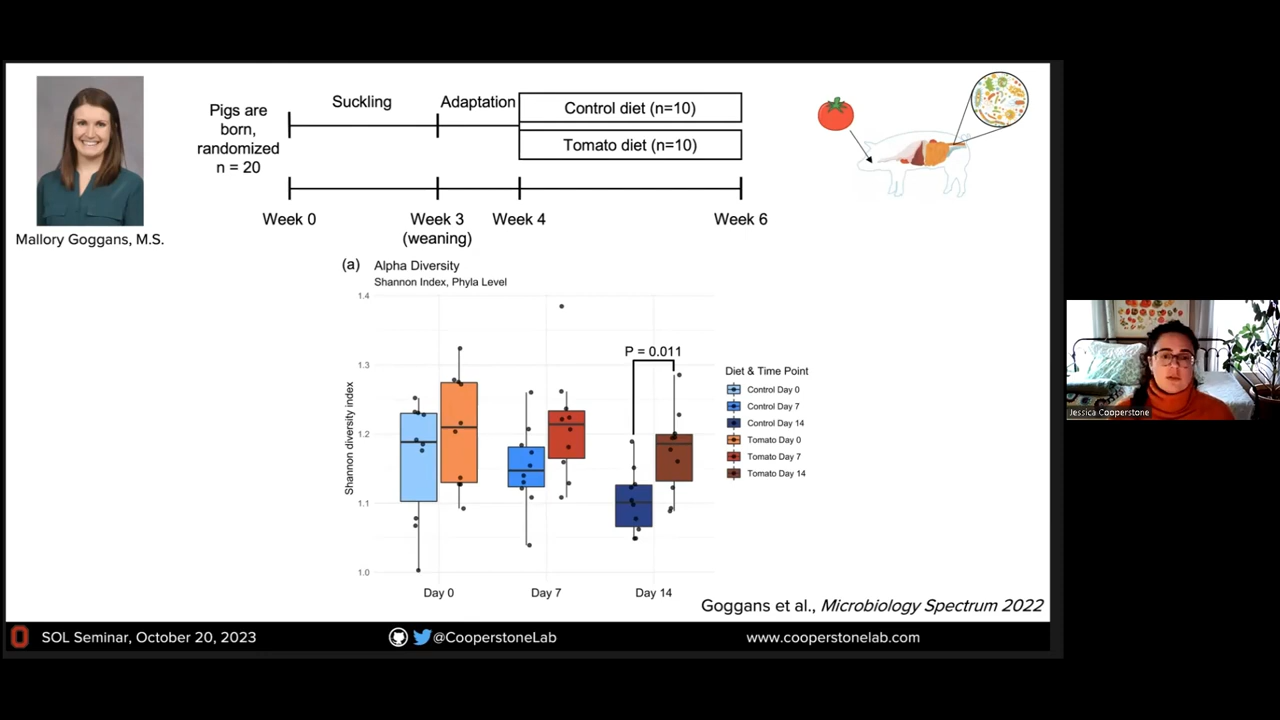 Pigs are
born,
randomized
n = 20
Suckling
Adaptation
Control diet (n=10)
Tomato diet (n=10)
Week 0
Week 3
(weaning)
Week 4
Week 6
Mallory Goggans, M.S.
(a) Alpha Diversity
Shannon Index, Phyla Level
Shannon diversity index
1.4
1.3
1.2
1.1
1.0
P = 0.011
Day 0
Day 7
Day 14
Diet & Time Point
Control Day 0
Control Day 7
Control Day 14
Tomato Day 0
Tomato Day 7
Tomato Day 14
Goggans et al., Microbiology Spectrum 2022
SOL Seminar, October 20, 2023
@CooperstoneLab
www.cooperstonelab.com
Jessica Cooperstone